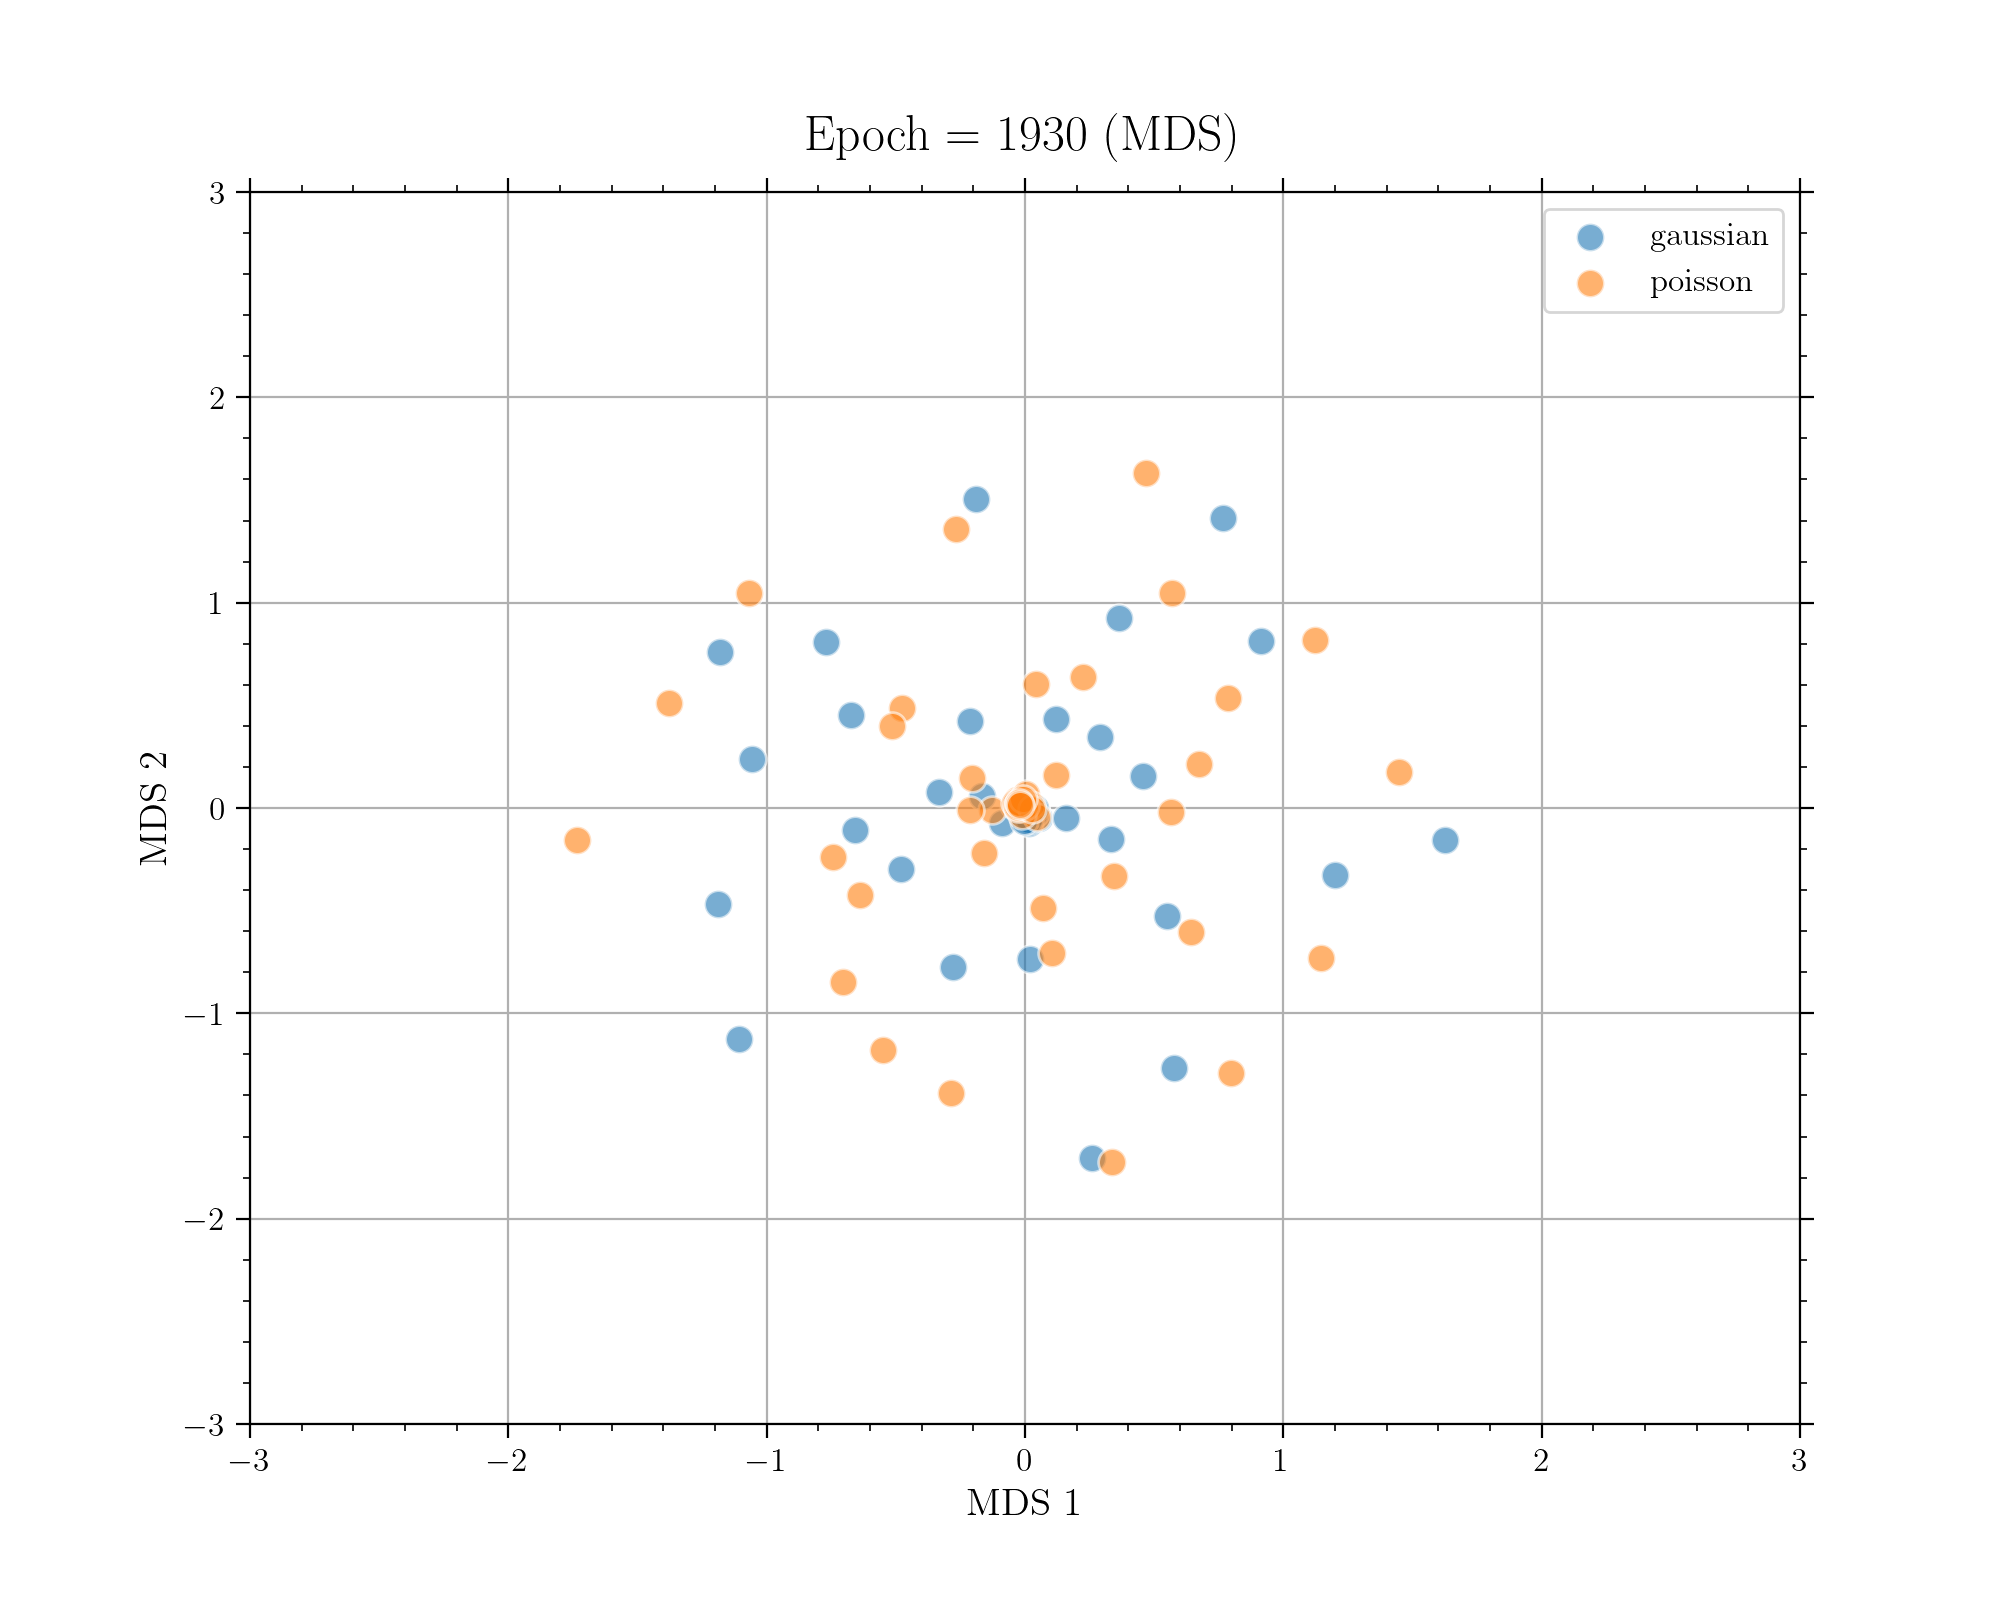 Epoch = 1930 (MDS)
gaussian
poisson
MDS 2
3
2
1
0
−1
−2
−3
−3 −2 −1 0 1 2 3
MDS 1